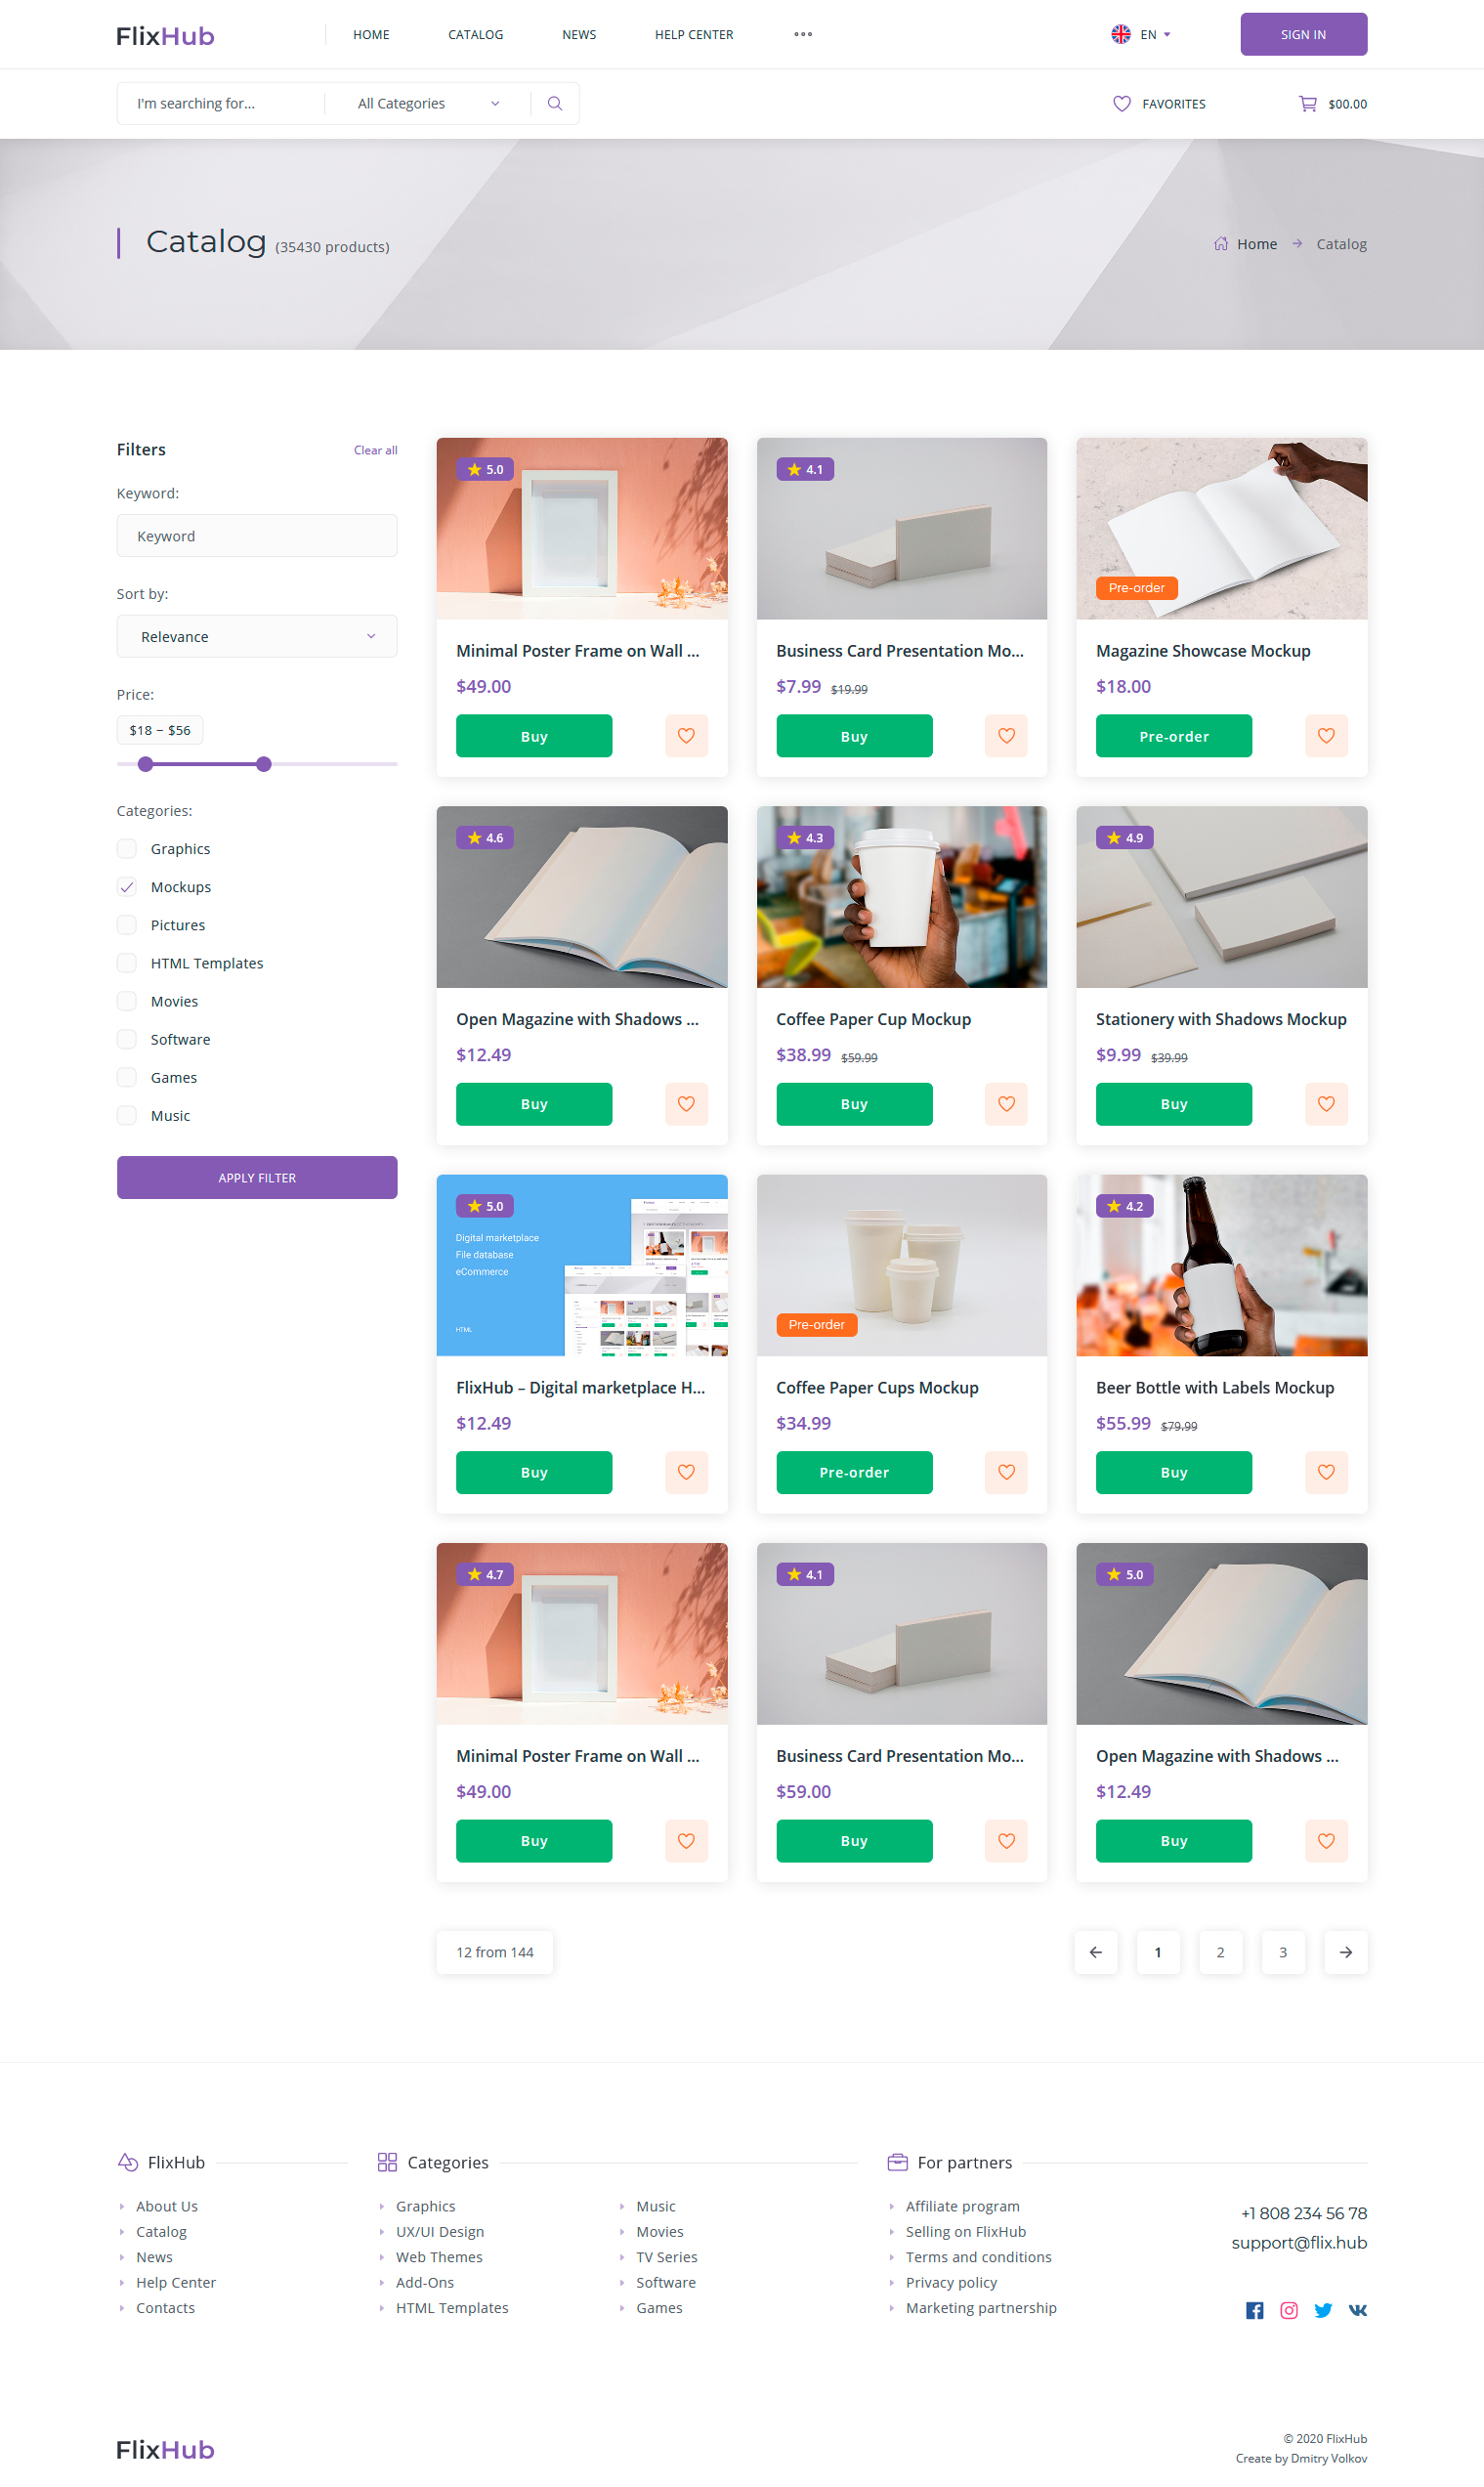 FlixHub
HOME
CATALOG
NEWS
HELP CENTER
EN
SIGN IN
I'm searching for...
All Categories
FAVORITES
$00.00
Catalog (35430 products)
Home
Catalog
Filters
Clear all
Keyword:
Keyword
Sort by:
Relevance
Price:
$18 – $56
Categories:
Graphics
Mockups
Pictures
HTML Templates
Movies
Software
Games
Music
APPLY FILTER
5.0
Minimal Poster Frame on Wall ...
$49.00
Buy
4.1
Business Card Presentation Mo...
$7.99 $19.99
Buy
Pre-order
Magazine Showcase Mockup
$18.00
Pre-order
4.6
Open Magazine with Shadows ...
$12.49
Buy
4.3
Coffee Paper Cup Mockup
$38.99 $59.99
Buy
4.9
Stationery with Shadows Mockup
$9.99 $39.99
Buy
5.0
Digital marketplace
File database
eCommerce
HTML
FlixHub – Digital marketplace H...
$12.49
Buy
Pre-order
Coffee Paper Cups Mockup
$34.99
Pre-order
4.2
Beer Bottle with Labels Mockup
$55.99 $79.99
Buy
4.7
Minimal Poster Frame on Wall ...
$49.00
Buy
4.1
Business Card Presentation Mo...
$59.00
Buy
5.0
Open Magazine with Shadows ...
$12.49
Buy
12 from 144
1
2
3
FlixHub
About Us
Catalog
News
Help Center
Contacts
Categories
Graphics
UX/UI Design
Web Themes
Add-Ons
HTML Templates
Music
Movies
TV Series
Software
Games
For partners
Affiliate program
Selling on FlixHub
Terms and conditions
Privacy policy
Marketing partnership
+1 808 234 56 78
support@flix.hub
FlixHub
© 2020 FlixHub
Create by Dmitry Volkov